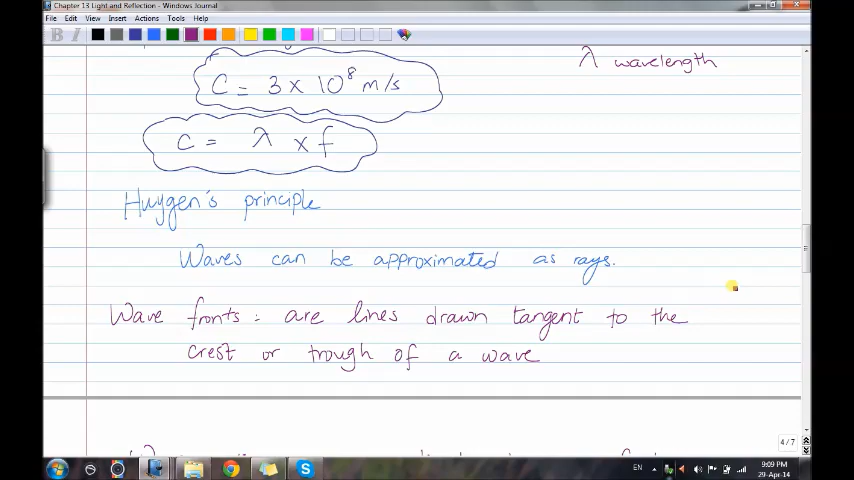 Chapter 13 Light and Reflection - Windows Journal
File Edit View Insert Actions Tools Help
B I
C = 3 x 10⁸ m/s
λ wavelength
C = λ x f
Huygen's principle
Waves can be approximated as rays.
Wave fronts : are lines drawn tangent to the
crest or trough of a wave
4/7
EN
9:09 PM
29-Apr-14